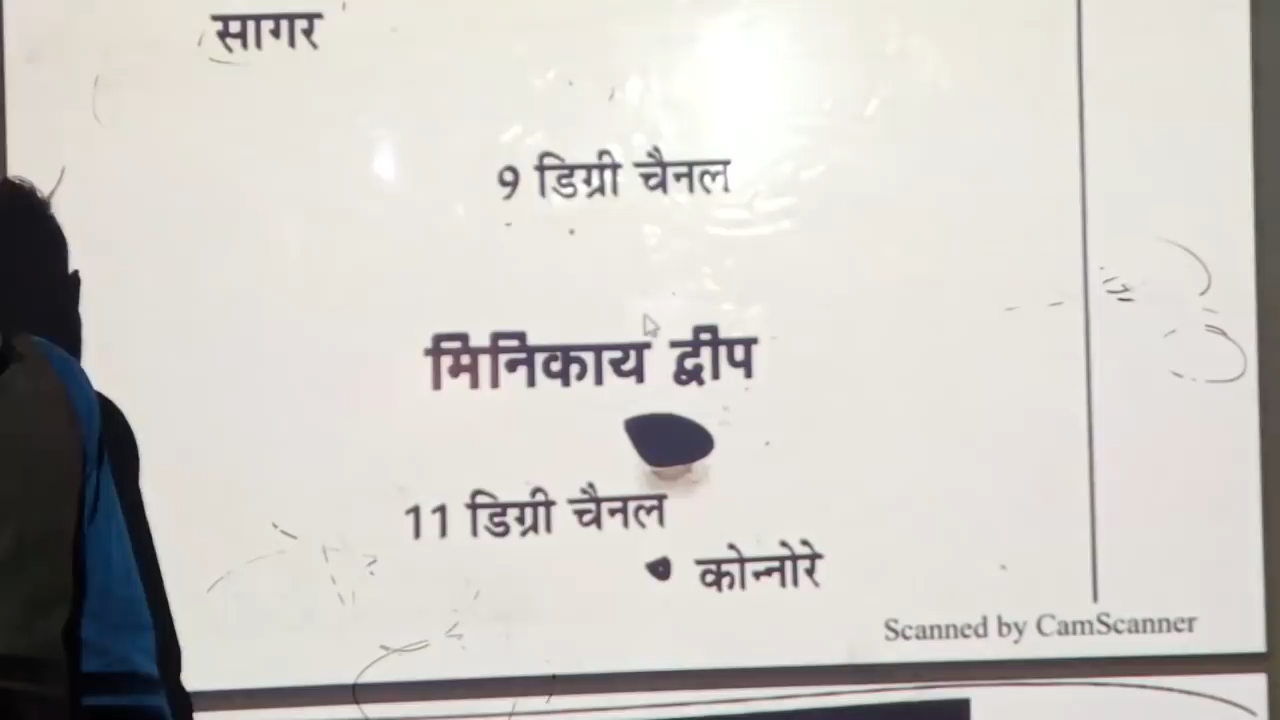 सागर
9 डिग्री चैनल
मिनिकाय द्वीप
11 डिग्री चैनल
कोन्नोरे
Scanned by CamScanner